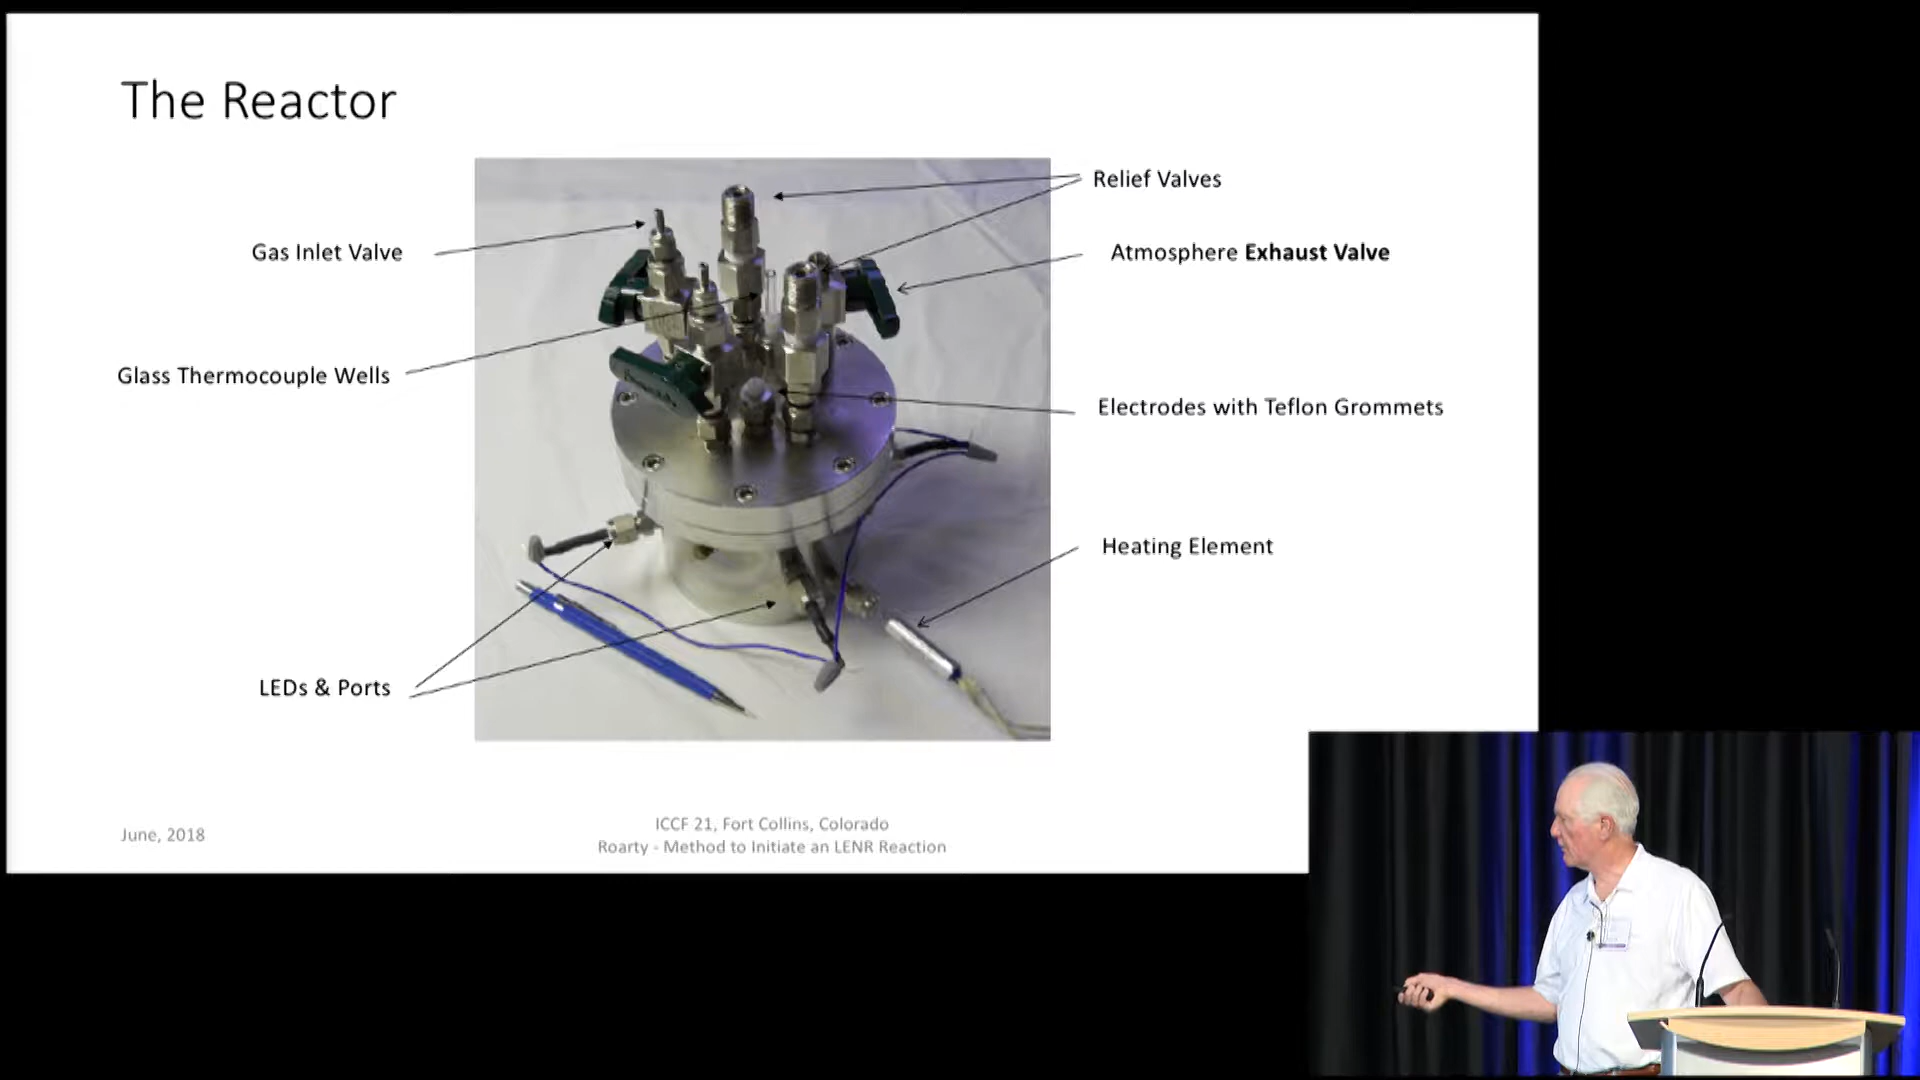 The Reactor
Relief Valves
Gas Inlet Valve
Atmosphere Exhaust Valve
Glass Thermocouple Wells
Electrodes with Teflon Grommets
Heating Element
LEDs & Ports
June, 2018
ICCF 21, Fort Collins, Colorado
Roarty - Method to Initiate an LENR Reaction